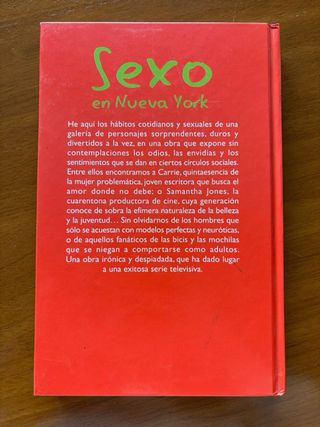 Sexo
en Nueva York
He aquí los hábitos cotidianos y sexuales de una
galería de personajes sorprendentes, duros y
divertidos a la vez, en una obra que expone sin
contemplaciones los odios, las envidias y los
sentimientos que se dan en ciertos círculos sociales.
Entre ellos encontramos a Carrie, quintaesencia de
la mujer problemática, joven escritora que busca el
amor donde no debe; o Samantha Jones, la
cuarentona productora de cine, cuya generación
conoce de sobra la efímera naturaleza de la belleza
y la juventud... Sin olvidarnos de los hombres que
sólo se acuestan con modelos perfectas y neuróticas,
o de aquellos fanáticos de las bicis y las mochilas
que se niegan a comportarse como adultos.
Una obra irónica y despiadada, que ha dado lugar
a una exitosa serie televisiva.